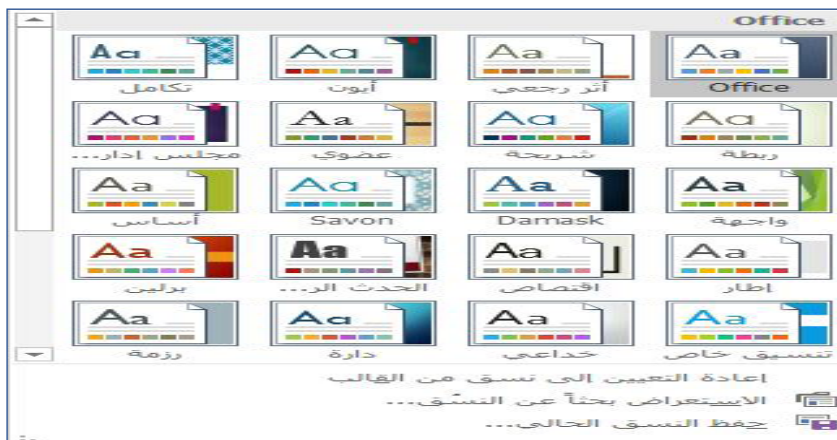 Office
Office أثر رجعي أيون تكامل
ربطة شريحة عضوي مجلس إدار...
واجهة Damask Savon أساس
إطار اقتصاص الحدث الر... برلين
تنسيق خاص خداعي دارة رزمة
إعادة التعيين إلى نسق من القالب
الاستعراض بحثاً عن النسق...
حفظ النسق الحالي...